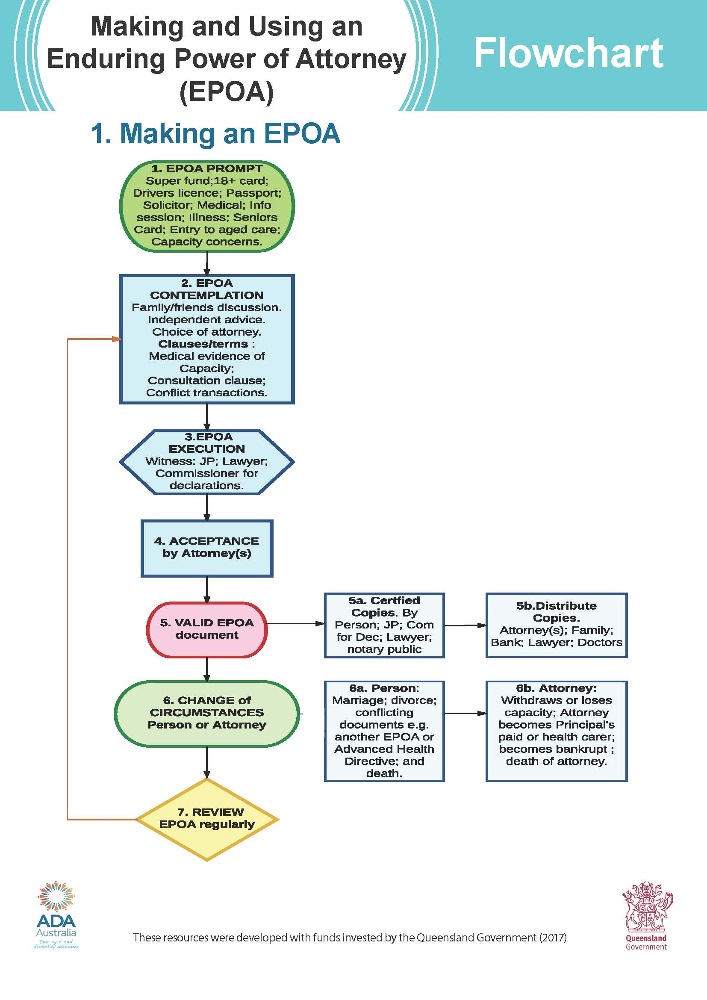 Making and Using an
Enduring Power of Attorney
(EPOA)
Flowchart
1. Making an EPOA
1. EPOA PROMPT
Super fund;18+ card;
Drivers licence; Passport;
Solicitor; Medical; Info
session; Illness; Seniors
Card; Entry to aged care;
Capacity concerns.
2. EPOA
CONTEMPLATION
Family/friends discussion.
Independent advice.
Choice of attorney.
Clauses/terms :
Medical evidence of
Capacity;
Consultation clause;
Conflict transactions.
3.EPOA
EXECUTION
Witness: JP; Lawyer;
Commissioner for
declarations.
4. ACCEPTANCE
by Attorney(s)
5. VALID EPOA
document
5a. Certfied
Copies. By
Person; JP; Com
for Dec; Lawyer;
notary public
5b.Distribute
Copies.
Attorney(s); Family;
Bank; Lawyer; Doctors
6. CHANGE of
CIRCUMSTANCES
Person or Attorney
6a. Person:
Marriage; divorce;
conflicting
documents e.g.
another EPOA or
Advanced Health
Directive; and
death.
6b. Attorney:
Withdraws or loses
capacity; Attorney
becomes Principal's
paid or health carer;
becomes bankrupt ;
death of attorney.
7. REVIEW
EPOA regularly
ADA
Australia
Your aged and
disability advocates
These resources were developed with funds invested by the Queensland Government (2017)
Queensland
Government